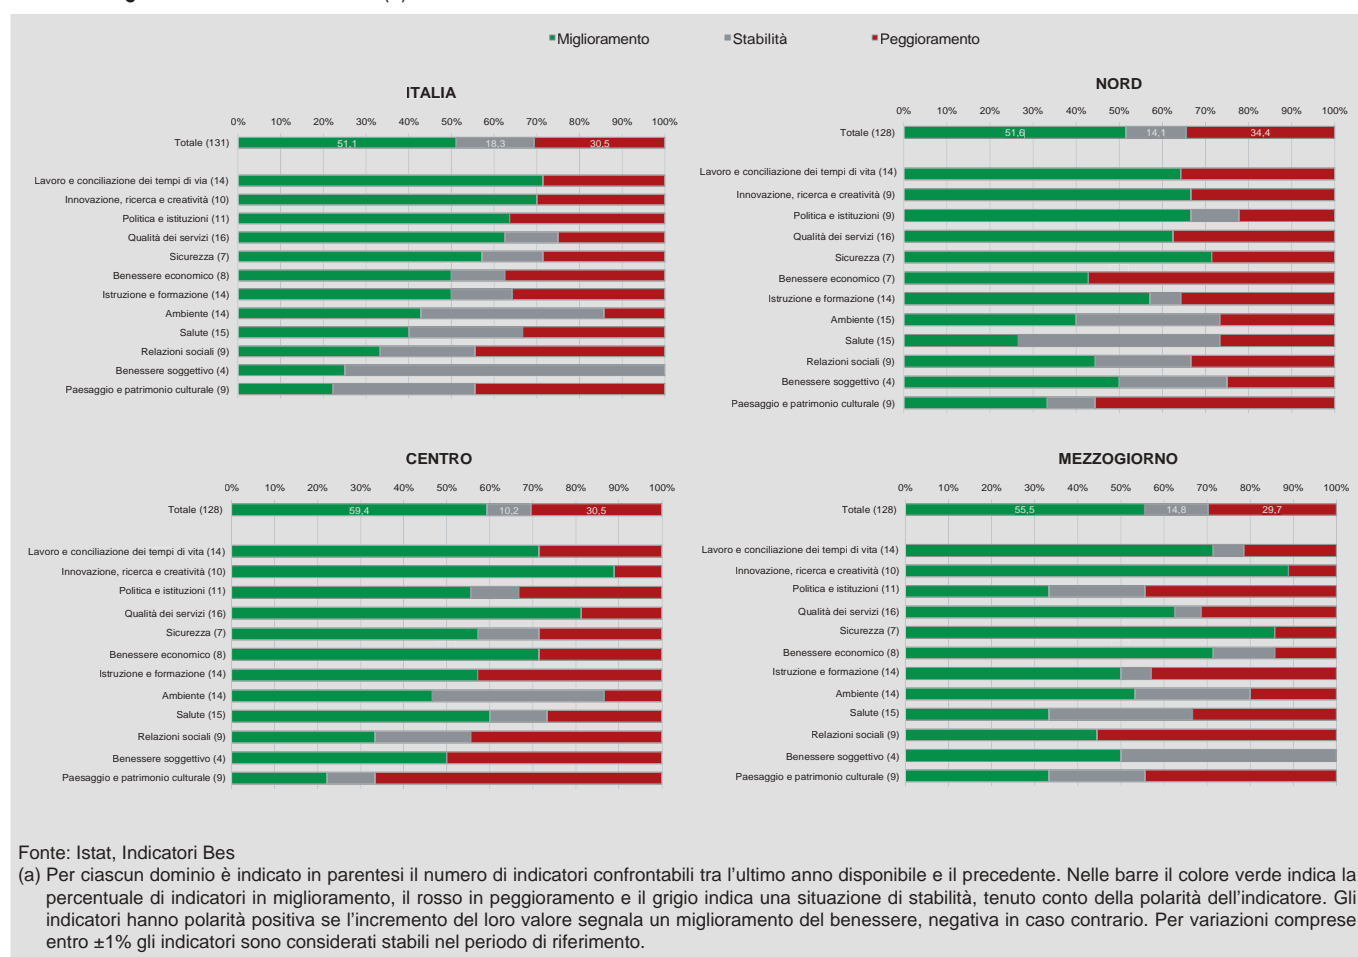 Miglioramento
Stabilità
Peggioramento
ITALIA
0% 10% 20% 30% 40% 50% 60% 70% 80% 90% 100%
Totale (131) 51,1 18,3 30,5
Lavoro e conciliazione dei tempi di via (14)
Innovazione, ricerca e creatività (10)
Politica e istituzioni (11)
Qualità dei servizi (16)
Sicurezza (7)
Benessere economico (8)
Istruzione e formazione (14)
Ambiente (14)
Salute (15)
Relazioni sociali (9)
Benessere soggettivo (4)
Paesaggio e patrimonio culturale (9)
NORD
0% 10% 20% 30% 40% 50% 60% 70% 80% 90% 100%
Totale (128) 51,6 14,1 34,4
Lavoro e conciliazione dei tempi di vita (14)
Innovazione, ricerca e creatività (9)
Politica e istituzioni (9)
Qualità dei servizi (16)
Sicurezza (7)
Benessere economico (7)
Istruzione e formazione (14)
Ambiente (15)
Salute (15)
Relazioni sociali (9)
Benessere soggettivo (4)
Paesaggio e patrimonio culturale (9)
CENTRO
0% 10% 20% 30% 40% 50% 60% 70% 80% 90% 100%
Totale (128) 59,4 10,2 30,5
Lavoro e conciliazione dei tempi di vita (14)
Innovazione, ricerca e creatività (10)
Politica e istituzioni (11)
Qualità dei servizi (16)
Sicurezza (7)
Benessere economico (8)
Istruzione e formazione (14)
Ambiente (14)
Salute (15)
Relazioni sociali (9)
Benessere soggettivo (4)
Paesaggio e patrimonio culturale (9)
MEZZOGIORNO
0% 10% 20% 30% 40% 50% 60% 70% 80% 90% 100%
Totale (128) 55,5 14,8 29,7
Lavoro e conciliazione dei tempi di vita (14)
Innovazione, ricerca e creatività (10)
Politica e istituzioni (11)
Qualità dei servizi (16)
Sicurezza (7)
Benessere economico (8)
Istruzione e formazione (14)
Ambiente (14)
Salute (15)
Relazioni sociali (9)
Benessere soggettivo (4)
Paesaggio e patrimonio culturale (9)
Fonte: Istat, Indicatori Bes
(a) Per ciascun dominio è indicato in parentesi il numero di indicatori confrontabili tra l'ultimo anno disponibile e il precedente. Nelle barre il colore verde indica la
percentuale di indicatori in miglioramento, il rosso in peggioramento e il grigio indica una situazione di stabilità, tenuto conto della polarità dell'indicatore. Gli
indicatori hanno polarità positiva se l'incremento del loro valore segnala un miglioramento del benessere, negativa in caso contrario. Per variazioni comprese
entro ±1% gli indicatori sono considerati stabili nel periodo di riferimento.